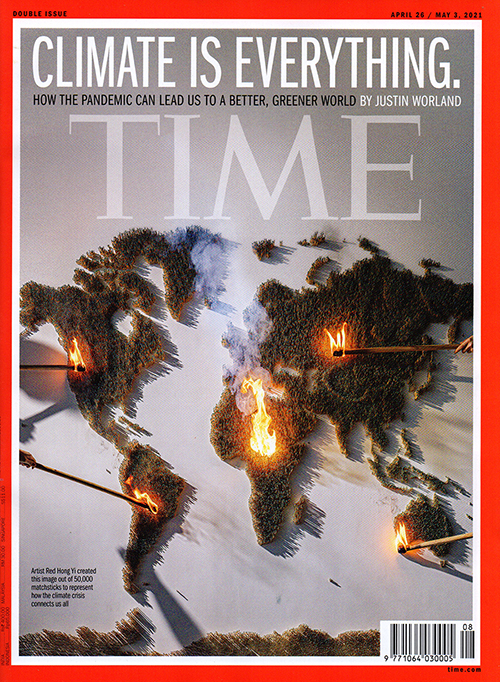 DOUBLE ISSUE
APRIL 26 / MAY 3, 2021
CLIMATE IS EVERYTHING.
HOW THE PANDEMIC CAN LEAD US TO A BETTER, GREENER WORLD BY JUSTIN WORLAND
TIME
Artist Red Hong Yi created
this image out of 50,000
matchsticks to represent
how the climate crisis
connects us all
08
9 771064 030005
time.com